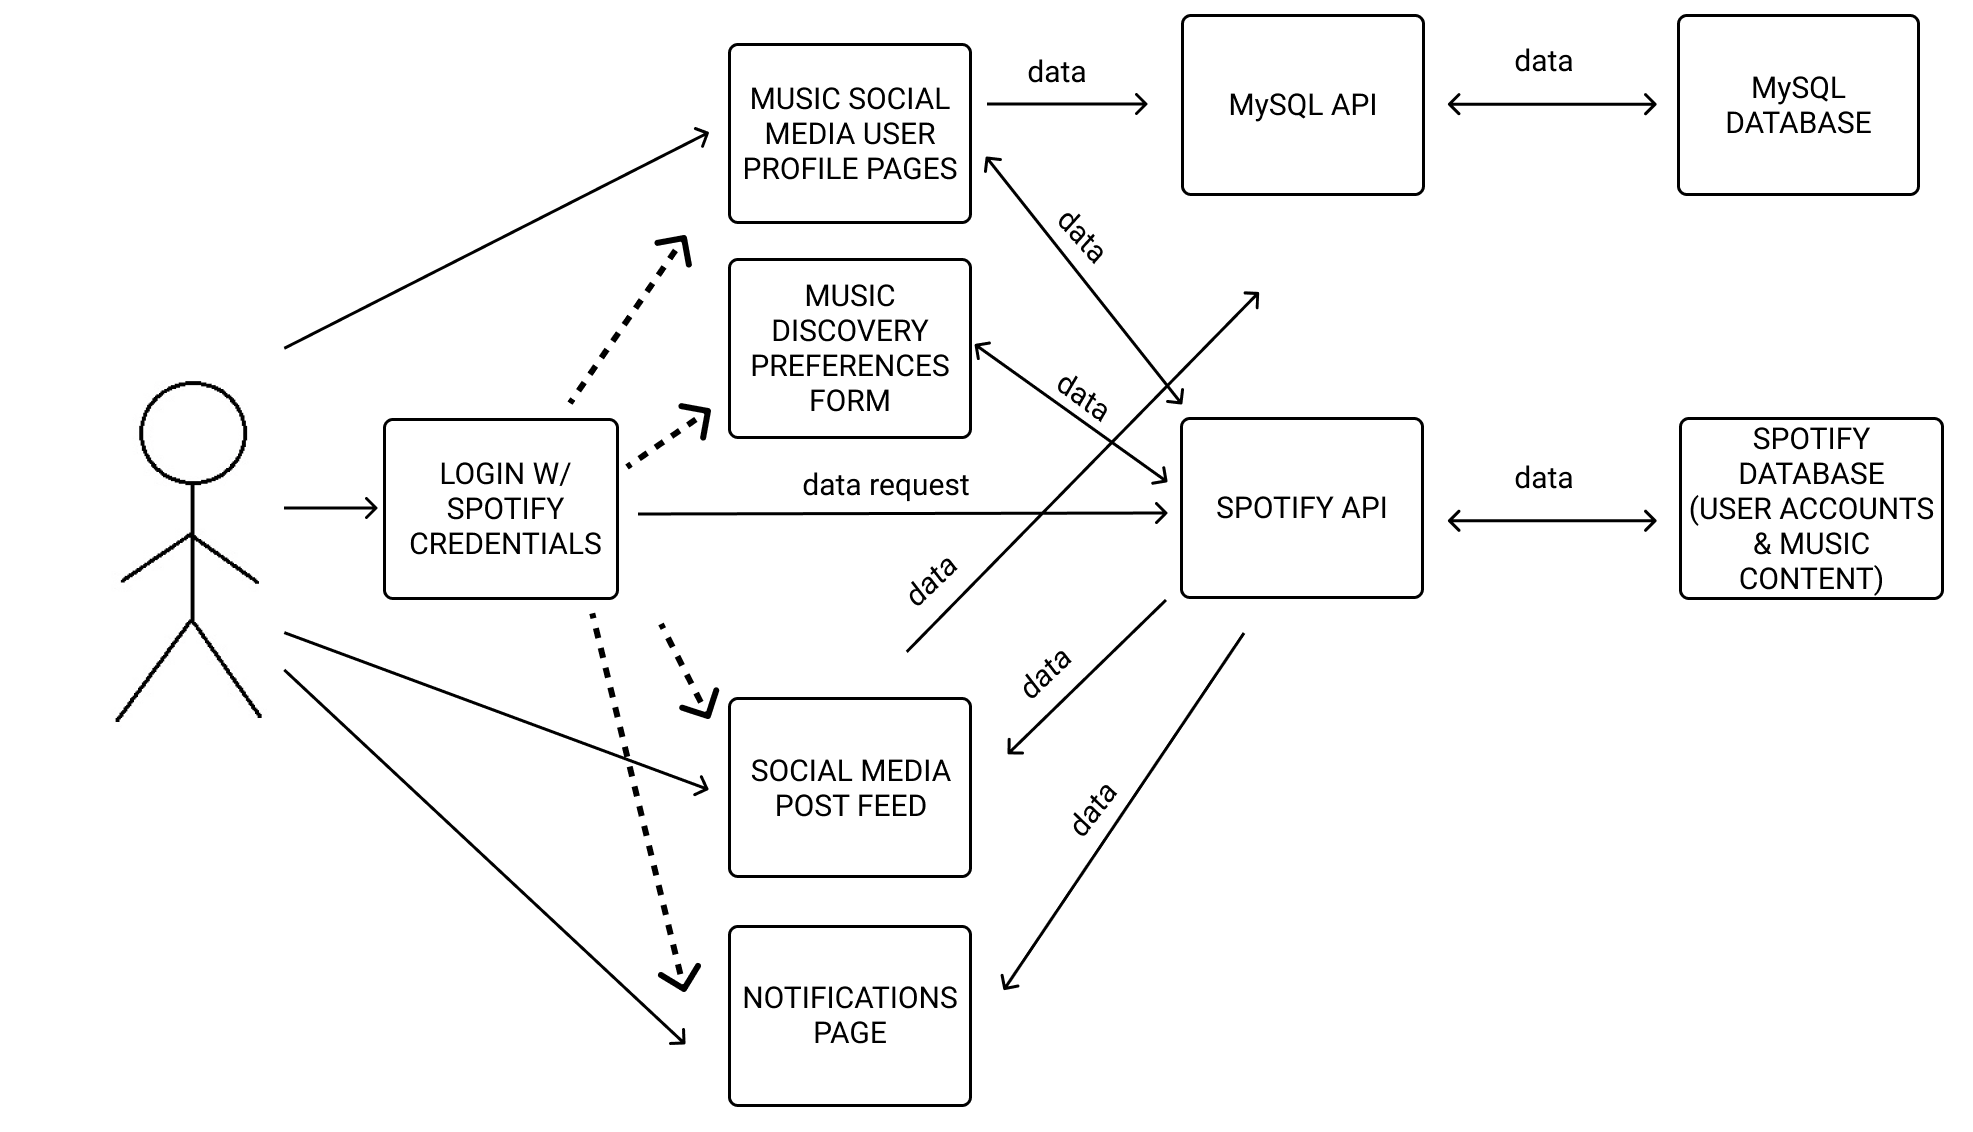 MUSIC SOCIAL
MEDIA USER
PROFILE PAGES
data
MySQL API
data
MySQL
DATABASE
data
MUSIC
DISCOVERY
PREFERENCES
FORM
data
LOGIN W/
SPOTIFY
CREDENTIALS
data request
SPOTIFY API
data
SPOTIFY
DATABASE
(USER ACCOUNTS
& MUSIC
CONTENT)
data
data
SOCIAL MEDIA
POST FEED
data
NOTIFICATIONS
PAGE